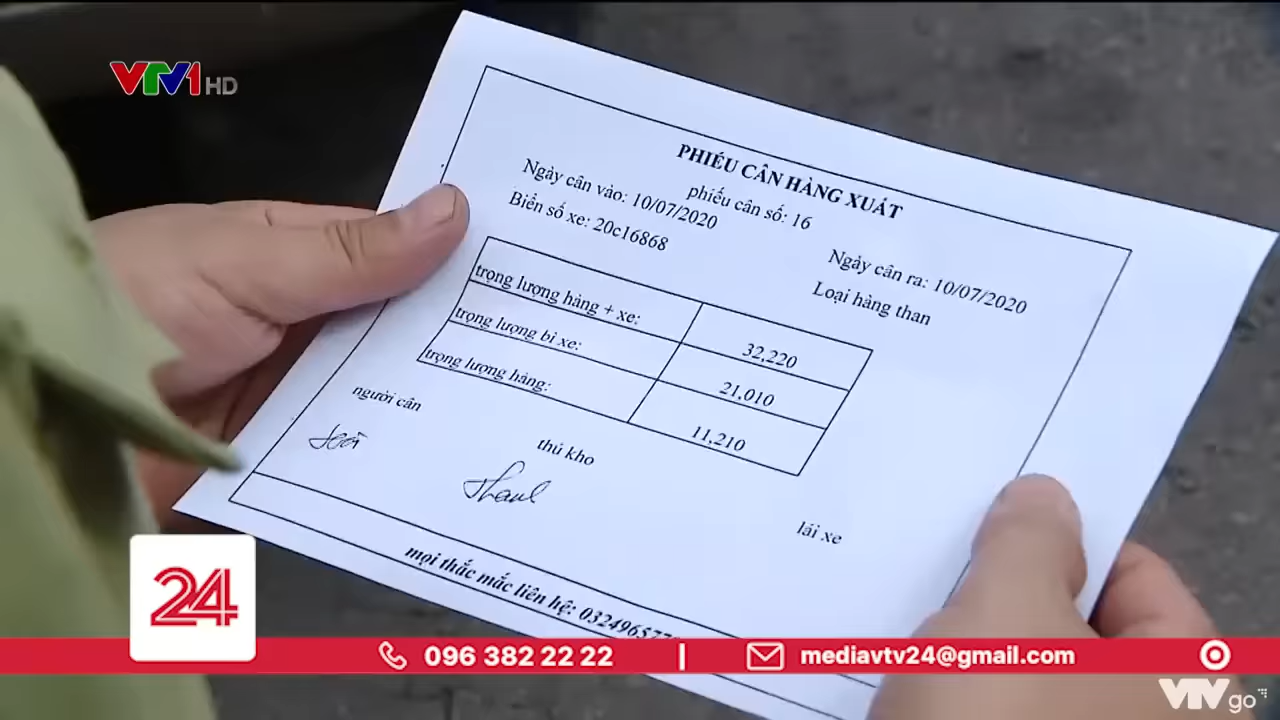 VTV1 HD
PHIẾU CÂN HÀNG XUẤT
phiếu cân số: 16
Ngày cân vào: 10/07/2020
Ngày cân ra: 10/07/2020
Biển số xe: 20c16868
Loại hàng than
trọng lượng hàng + xe: 32,220
trọng lượng bì xe: 21,010
trọng lượng hàng: 11,210
người cân
thủ kho
lái xe
mọi thắc mắc liên hệ:
24
096 382 22 22 | mediavtv24@gmail.com
VTV go